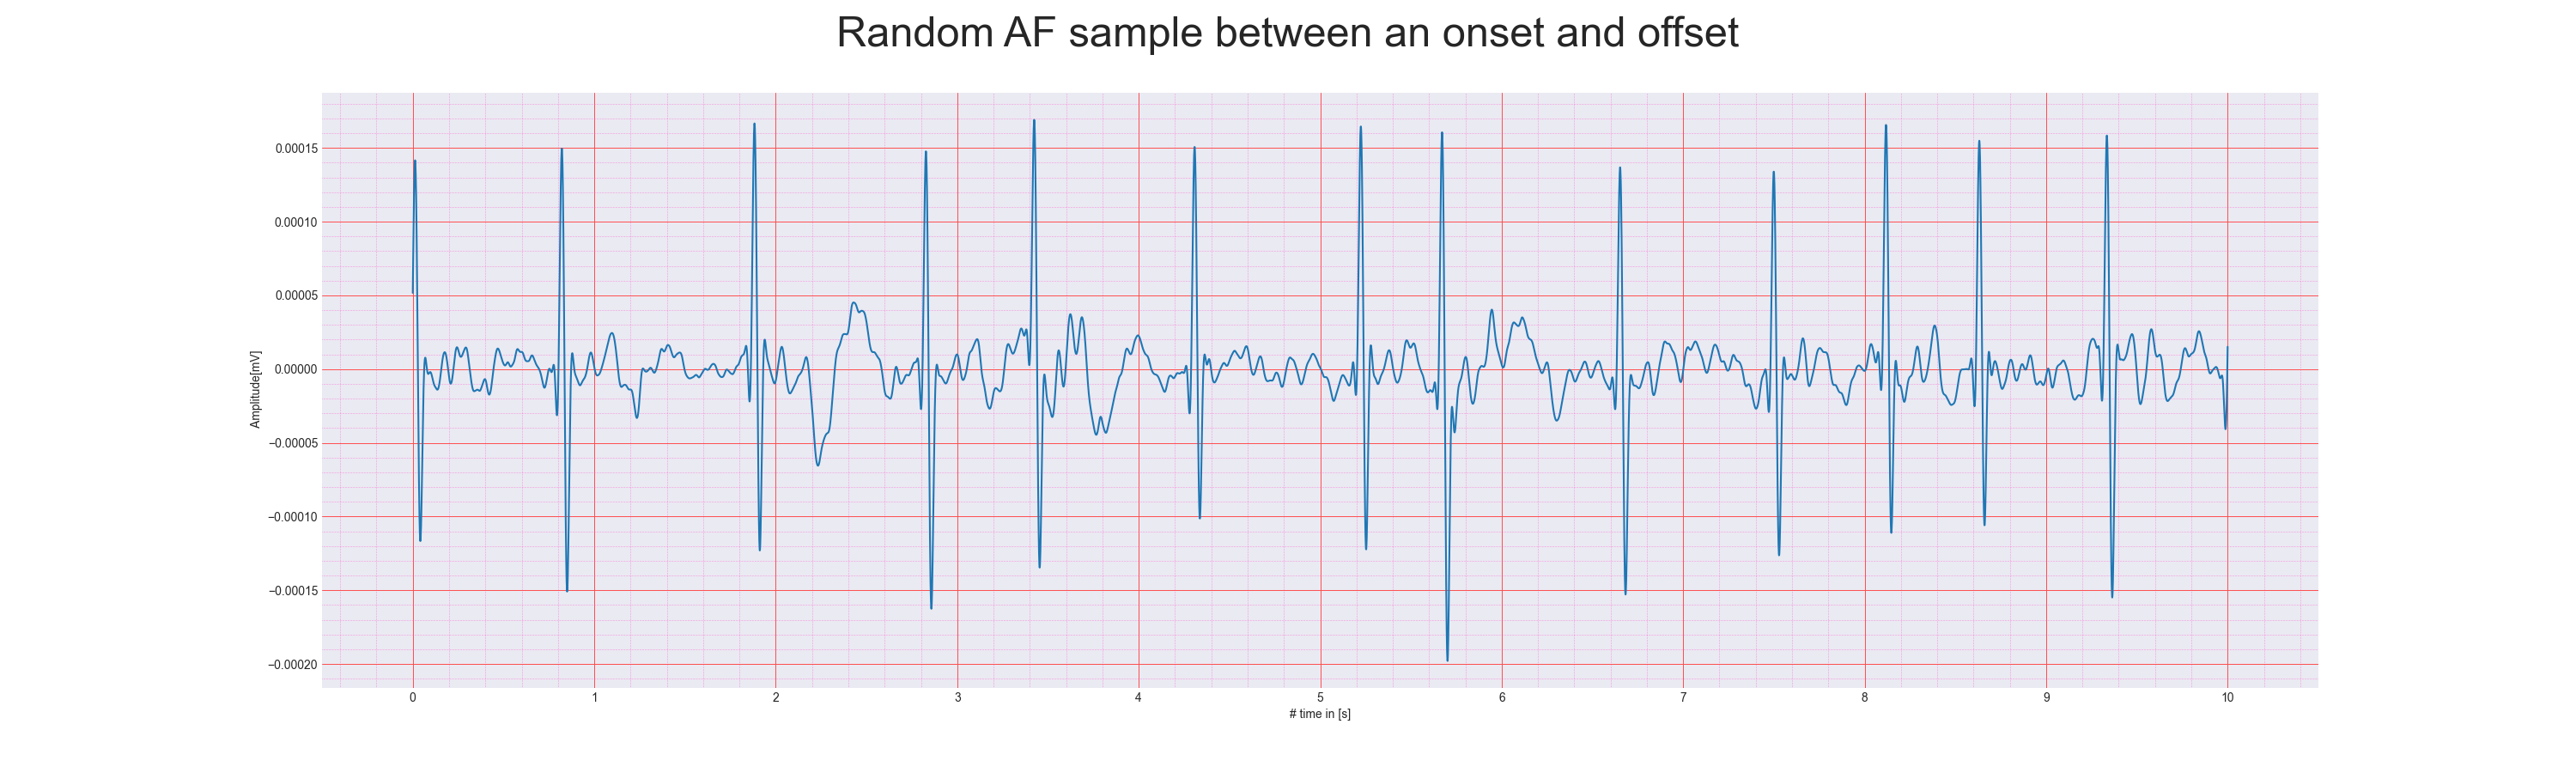 Random AF sample between an onset and offset
0.00015
0.00010
0.00005
0.00000
−0.00005
−0.00010
−0.00015
−0.00020
Amplitude[mV]
0 1 2 3 4 5 6 7 8 9 10
# time in [s]